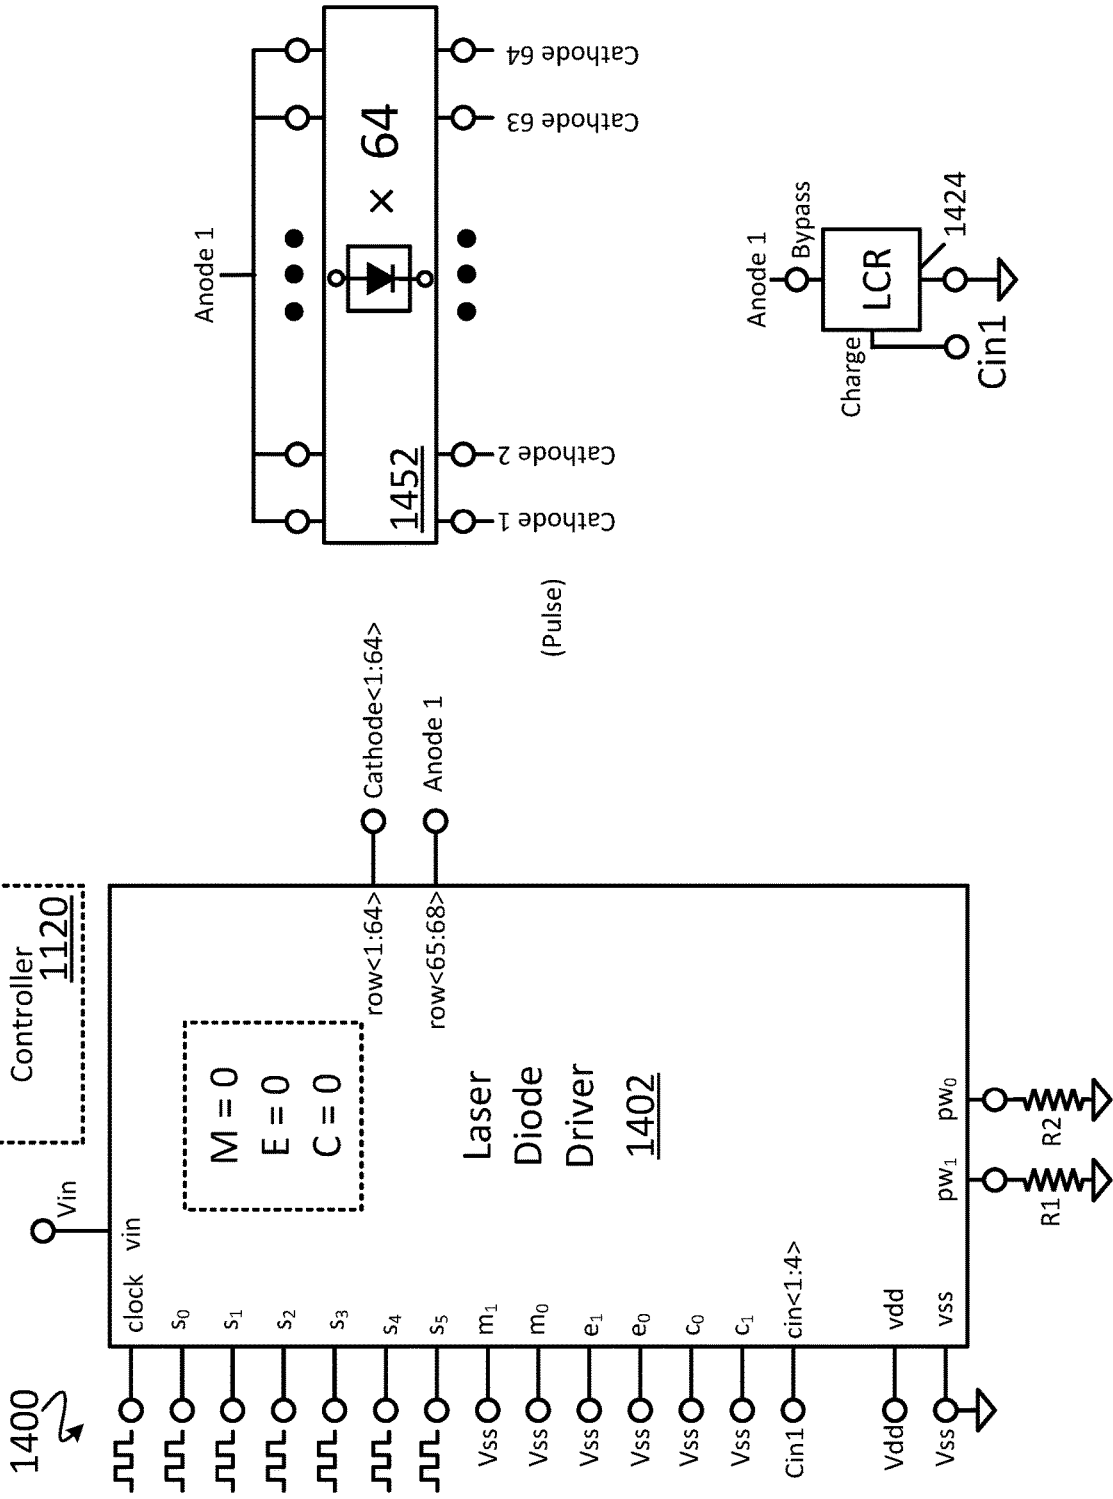 1400
Controller
1120
Vin
vin
clock
s0
s1
s2
s3
s4
s5
m1
m0
e1
e0
c0
c1
cin<1:4>
vdd
vss
Vss
Vss
Vss
Vss
Vss
Vss
Cin1
Vdd
Vss
M = 0
E = 0
C = 0
Laser
Diode
Driver
1402
row<1:64>
row<65:68>
Cathode<1:64>
Anode 1
pw1
pw0
R1
R2
(Pulse)
Anode 1
1452
× 64
Cathode 1
Cathode 2
Cathode 63
Cathode 64
Anode 1
Bypass
Charge
LCR
1424
Cin1